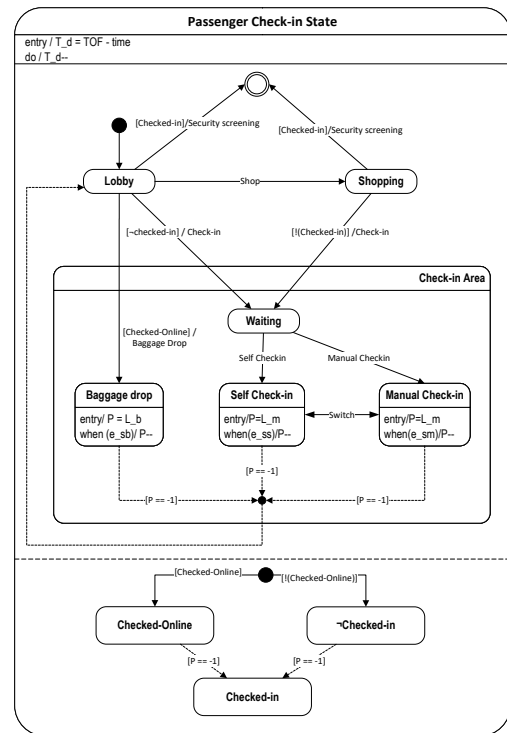 Passenger Check-in State
entry / T_d = TOF - time
do / T_d--
[Checked-in]/Security screening
[Checked-in]/Security screening
Lobby
Shop
Shopping
[¬checked-in] / Check-in
[!(Checked-in)] /Check-in
Check-in Area
Waiting
[Checked-Online] /
Baggage Drop
Self Checkin
Manual Checkin
Baggage drop
entry/ P = L_b
when (e_sb)/ P--
Self Check-in
entry/P=L_m
when(e_ss)/P--
Switch
Manual Check-in
entry/P=L_m
when(e_sm)/P--
[P == -1]
[P == -1]
[P == -1]
[Checked-Online]
[!(Checked-Online)]
Checked-Online
¬Checked-in
[P == -1]
[P == -1]
Checked-in